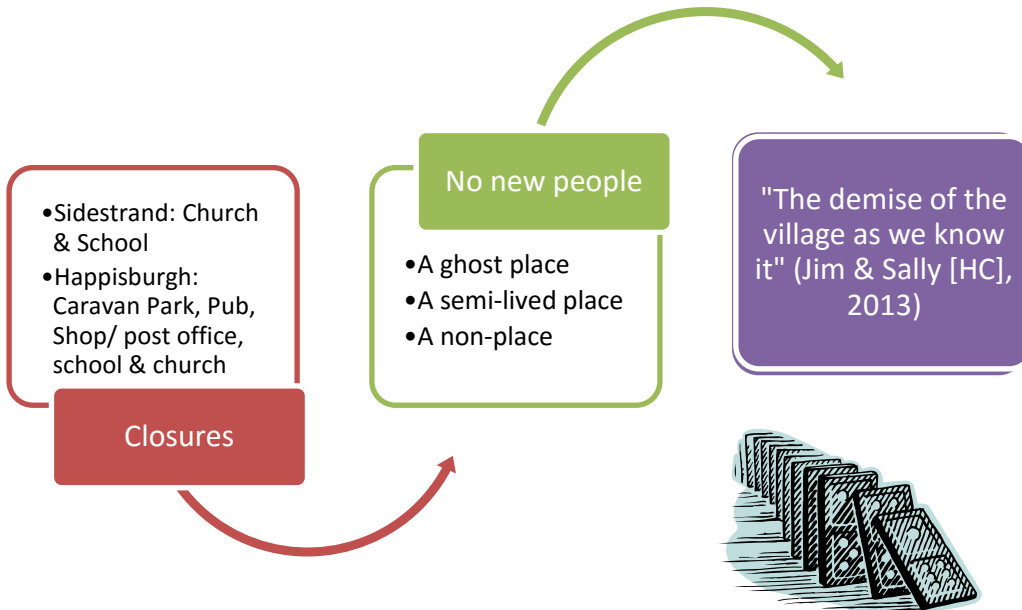 •Sidestrand: Church
& School
•Happisburgh:
Caravan Park, Pub,
Shop/ post office,
school & church
Closures
No new people
•A ghost place
•A semi-lived place
•A non-place
"The demise of the
village as we know
it" (Jim & Sally [HC],
2013)